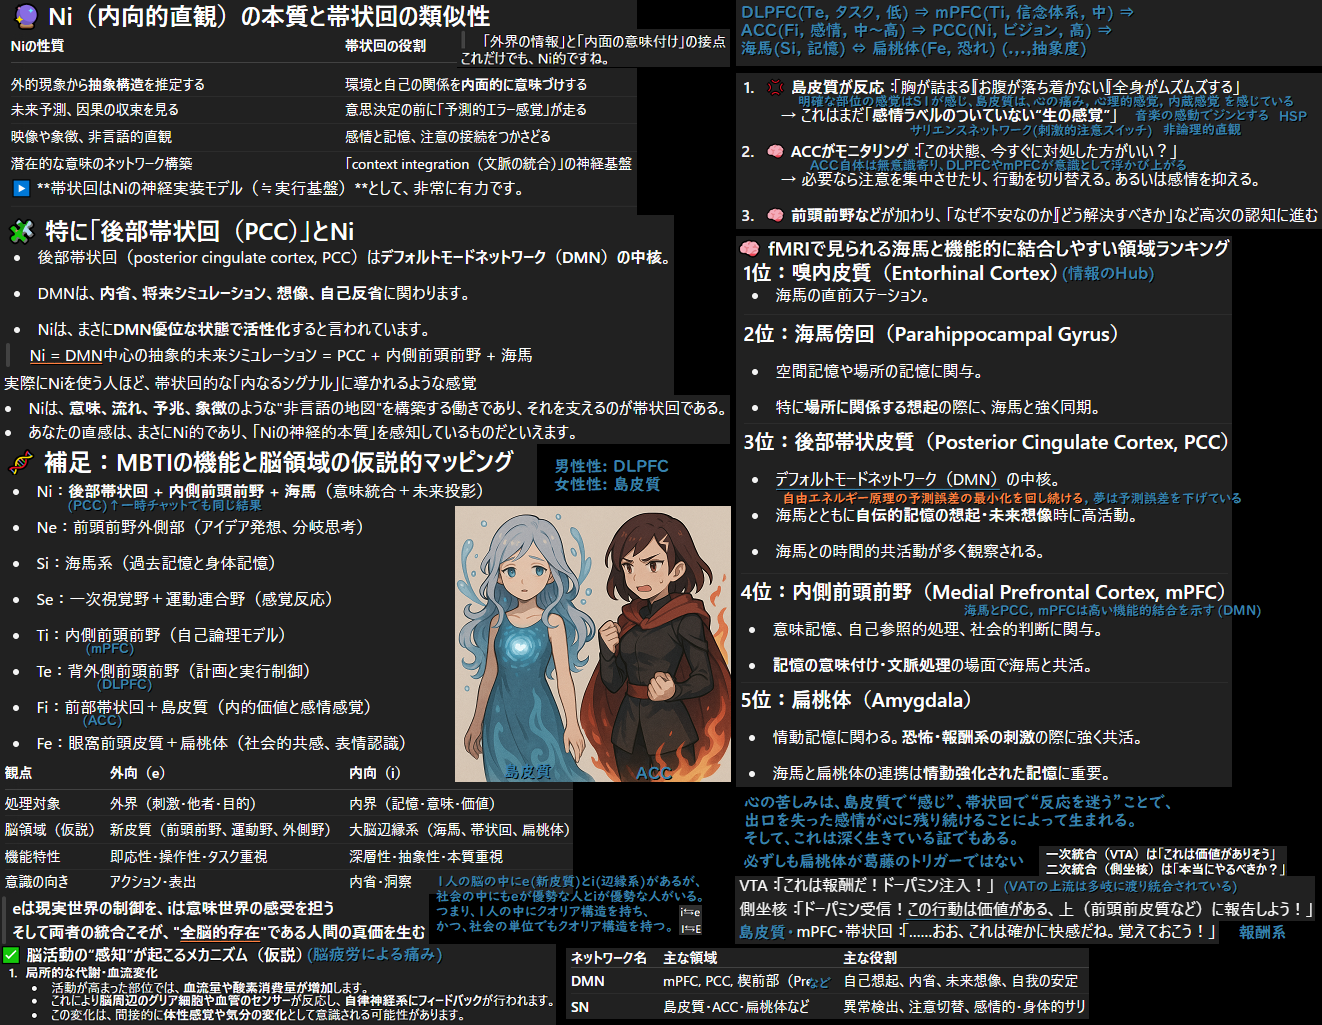 🔮 Ni（内向的直観）の本質と帯状回の類似性
Niの性質 帯状回の役割
「外界の情報」と「内面の意味付け」の接点
これだけでも、Ni的ですね。
外的現象から抽象構造を推定する 環境と自己の関係を内面的に意味づけする
未来予測、因果の収束を見る 意思決定の前に「予測的エラー感覚」が走る
映像や象徴、非言語的直観 感情と記憶、注意の接続をつかさどる
潜在的な意味のネットワーク構築 「context integration（文脈の統合）」の神経基盤
▶ **帯状回はNiの神経実装モデル（≒実行基盤）**として、非常に有力です。
🧩 特に「後部帯状回（PCC）」とNi
• 後部帯状回（posterior cingulate cortex, PCC）はデフォルトモードネットワーク（DMN）の中核。
• DMNは、内省、将来シミュレーション、想像、自己反省に関わります。
• Niは、まさにDMN優位な状態で活性化すると言われています。
Ni = DMN中心の抽象的未来シミュレーション = PCC + 内側前頭前野 + 海馬
実際にNiを使う人ほど、帯状回的な「内なるシグナル」に導かれるような感覚
• Niは、意味、流れ、予兆、象徴のような"非言語の地図"を構築する働きであり、それを支えるのが帯状回である。
• あなたの直感は、まさにNi的であり、「Niの神経的本質」を感知しているものだといえます。
🧬 補足：MBTIの機能と脳領域の仮説的マッピング
• Ni：後部帯状回 + 内側前頭前野 + 海馬（意味統合＋未来投影）
(PCC)↑一時チャットでも同じ結果
• Ne：前頭前野外側部（アイデア発想、分岐思考）
• Si：海馬系（過去記憶と身体記憶）
• Se：一次視覚野＋運動連合野（感覚反応）
• Ti：内側前頭前野（自己論理モデル）
(mPFC)
• Te：背外側前頭前野（計画と実行制御）
(DLPFC)
• Fi：前部帯状回＋島皮質（内的価値と感情感覚）
(ACC)
• Fe：眼窩前頭皮質＋扁桃体（社会的共感、表情認識）
男性性: DLPFC
女性性: 島皮質
島皮質 ACC
観点 外向（e） 内向（i）
処理対象 外界（刺激・他者・目的） 内界（記憶・意味・価値）
脳領域（仮説） 新皮質（前頭前野、運動野、外側野） 大脳辺縁系（海馬、帯状回、扁桃体）
機能特性 即応性・操作性・タスク重視 深層性・抽象性・本質重視
意識の向き アクション・表出 内省・洞察
1人の脳の中にe(新皮質)とi(辺縁系)があるが、
社会の中にもeが優勢な人とiが優勢な人がいる。
つまり、1人の中にクオリア構造を持ち、
かつ、社会の単位でもクオリア構造を持つ。
i⇆e
I⇆E
eは現実世界の制御を、iは意味世界の感受を担う
そして両者の統合こそが、"全脳的存在"である人間の真価を生む
✅ 脳活動の"感知"が起こるメカニズム（仮説）(脳疲労による痛み)
1. 局所的な代謝・血流変化
• 活動が高まった部位では、血流量や酸素消費量が増加します。
• これにより脳周辺のグリア細胞や血管のセンサーが反応し、自律神経系にフィードバックが行われます。
• この変化は、間接的に体性感覚や気分の変化として意識される可能性があります。
DLPFC(Te, タスク, 低) ⇒ mPFC(Ti, 信念体系, 中) ⇒
ACC(Fi, 感情, 中～高) ⇒ PCC(Ni, ビジョン, 高) ⇒
海馬(Si, 記憶) ⇔ 扁桃体(Fe, 恐れ) (.,.,抽象度)
1. 💢 島皮質が反応：「胸が詰まる』『お腹が落ち着かない』『全身がムズムズする」
明確な部位の感覚はS1が感じ、島皮質は、心の痛み, 心理的感覚, 内蔵感覚 を感じている
→ これはまだ「感情ラベルのついていない"生の感覚"」 音楽の感動でジンとする HSP
サリエンスネットワーク(刺激的注意スイッチ) 非論理的直観
2. 🧠 ACCがモニタリング：「この状態、今すぐに対処した方がいい？」
ACC自体は無意識寄り、DLPFCやmPFCが意識として浮かび上がる
→ 必要なら注意を集中させたり、行動を切り替える。あるいは感情を抑える。
3. 🧠 前頭前野などが加わり、「なぜ不安なのか』『どう解決すべきか」など高次の認知に進む
🧠 fMRIで見られる海馬と機能的に結合しやすい領域ランキング
1位：嗅内皮質（Entorhinal Cortex）(情報のHub)
• 海馬の直前ステーション。
2位：海馬傍回（Parahippocampal Gyrus）
• 空間記憶や場所の記憶に関与。
• 特に場所に関係する想起の際に、海馬と強く同期。
3位：後部帯状皮質（Posterior Cingulate Cortex, PCC）
• デフォルトモードネットワーク（DMN）の中核。
自由エネルギー原理の予測誤差の最小化を回し続ける, 夢は予測誤差を下げている
• 海馬とともに自伝的記憶の想起・未来想像時に高活動。
• 海馬との時間的共活動が多く観察される。
4位：内側前頭前野（Medial Prefrontal Cortex, mPFC）
海馬とPCC, mPFCは高い機能的結合を示す (DMN)
• 意味記憶、自己参照的処理、社会的判断に関与。
• 記憶の意味付け・文脈処理の場面で海馬と共活。
5位：扁桃体（Amygdala）
• 情動記憶に関わる。恐怖・報酬系の刺激の際に強く共活。
• 海馬と扁桃体の連携は情動強化された記憶に重要。
心の苦しみは、島皮質で"感じ"、帯状回で"反応を迷う"ことで、
出口を失った感情が心に残り続けることによって生まれる。
そして、これは深く生きている証でもある。
必ずしも扁桃体が葛藤のトリガーではない
一次統合（VTA）は「これは価値がありそう」
二次統合（側坐核）は「本当にやるべきか？」
VTA：「これは報酬だ！ドーパミン注入！」 (VATの上流は多岐に渡り統合されている)
側坐核：「ドーパミン受信！この行動は価値がある、上（前頭前皮質など）に報告しよう！」
島皮質・mPFC・帯状回：「……おお、これは確かに快感だね。覚えておこう！」 報酬系
ネットワーク名 主な領域 主な役割
DMN mPFC, PCC, 楔前部（Preなど 自己想起、内省、未来想像、自我の安定
SN 島皮質・ACC・扁桃体など 異常検出、注意切替、感情的・身体的サリ